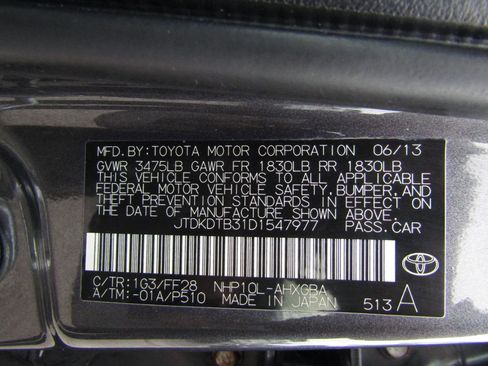 MFD.BY:TOYOTA MOTOR CORPORATION 06/13
GVWR 3475LB GAWR FR 1830LB RR 1830LB
THIS VEHICLE CONFORMS TO ALL APPLICABLE
FEDERAL MOTOR VEHICLE SAFETY,BUMPER,AND
THEFT PREVENTION STANDARDS IN EFFECT ON
THE DATE OF MANUFACTURE SHOWN ABOVE.
JTDKDTB31D1547977 PASS.CAR
C/TR:1G3/FF28 NHP10L-AHXGBA
A/TM:-01A/P510 MADE IN JAPAN 513 A